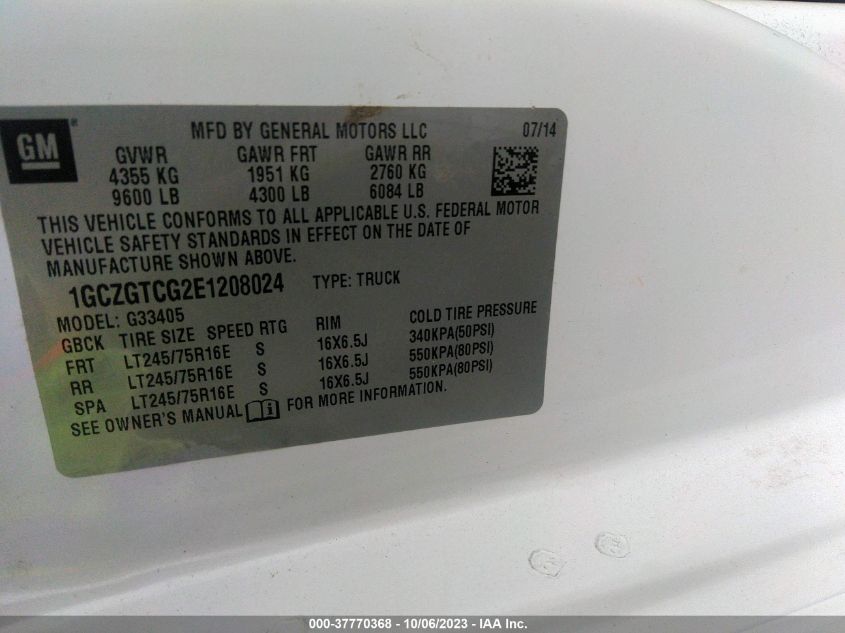 GM®
MFD BY GENERAL MOTORS LLC 07/14
GVWR GAWR FRT GAWR RR
4355 KG 1951 KG 2760 KG
9600 LB 4300 LB 6084 LB
THIS VEHICLE CONFORMS TO ALL APPLICABLE U.S. FEDERAL MOTOR
VEHICLE SAFETY STANDARDS IN EFFECT ON THE DATE OF
MANUFACTURE SHOWN ABOVE.
1GCZGTCG2E1208024 TYPE: TRUCK
MODEL: G33405
GBCK TIRE SIZE SPEED RTG RIM COLD TIRE PRESSURE
FRT LT245/75R16E S 16X6.5J 340KPA(50PSI)
RR LT245/75R16E S 16X6.5J 550KPA(80PSI)
SPA LT245/75R16E S 16X6.5J 550KPA(80PSI)
SEE OWNER'S MANUAL FOR MORE INFORMATION.
000-37770368 - 10/06/2023 - IAA Inc.